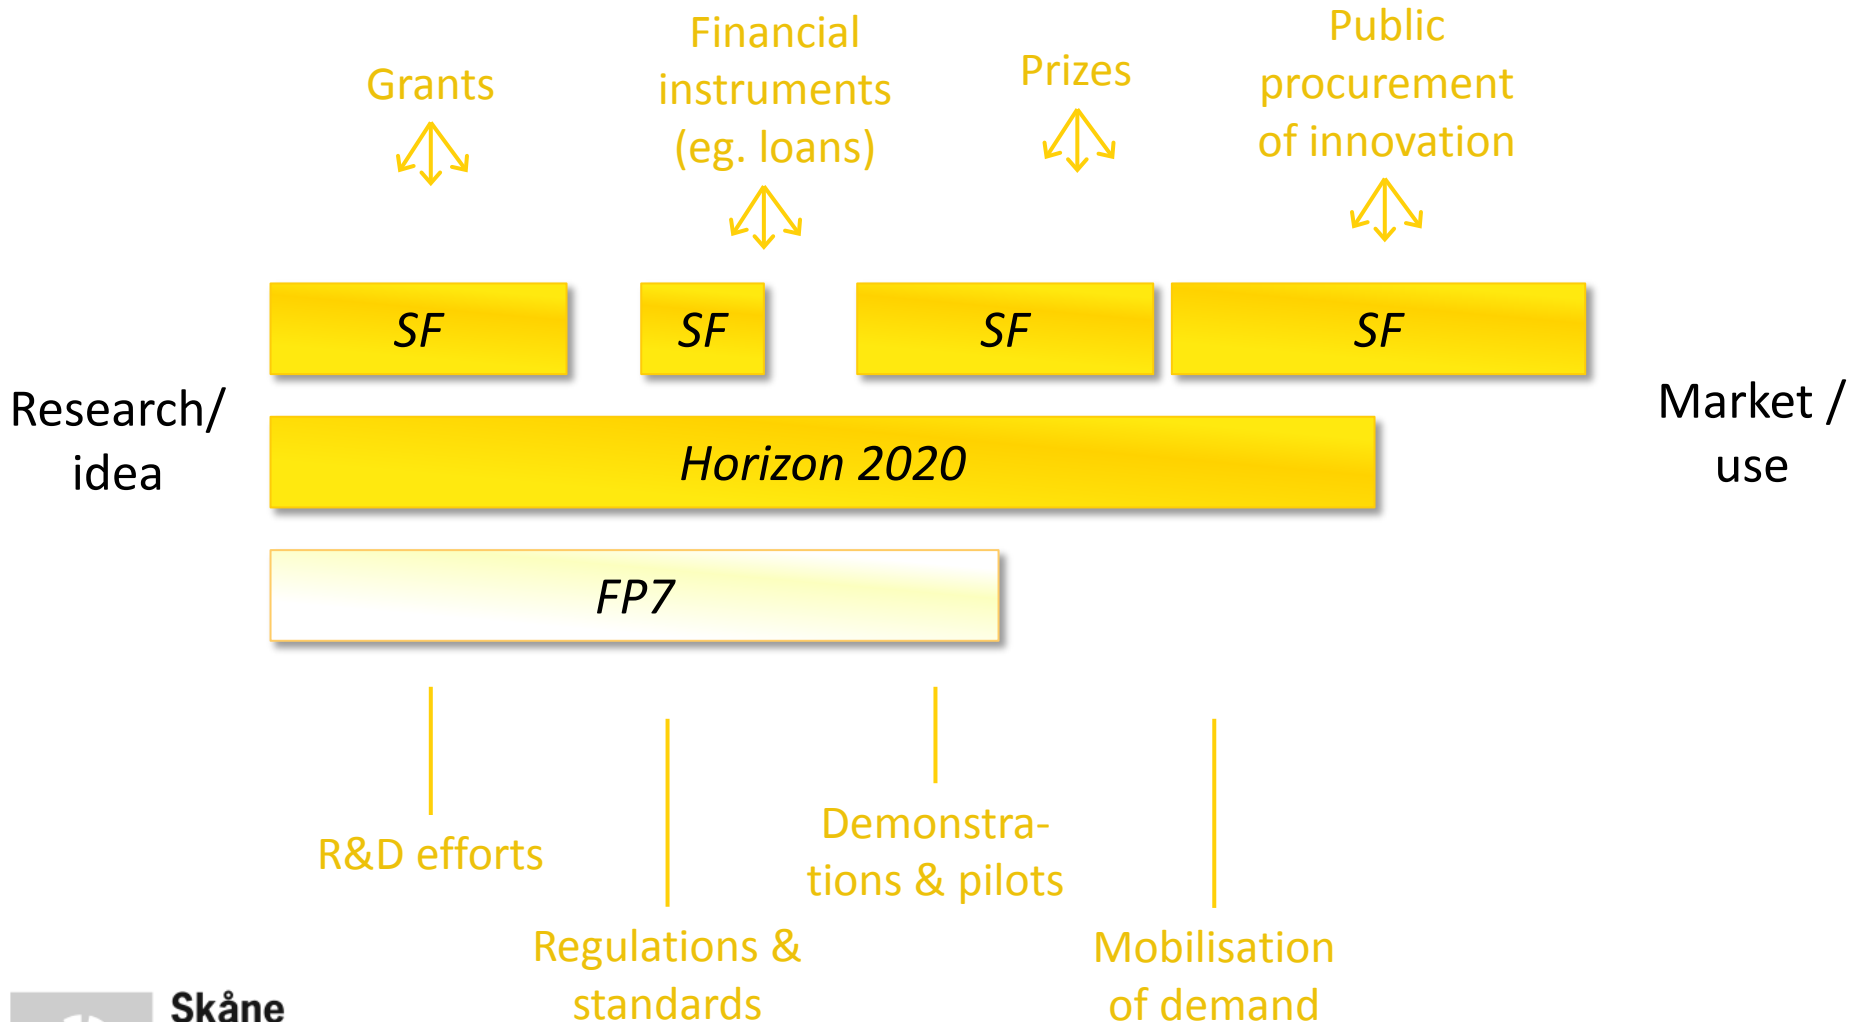 Grants
Financial
instruments
(eg. loans)
Prizes
Public
procurement
of innovation
SF
SF
SF
SF
Research/
idea
Horizon 2020
Market /
use
FP7
R&D efforts
Regulations &
standards
Demonstra-
tions & pilots
Mobilisation
of demand
Skåne